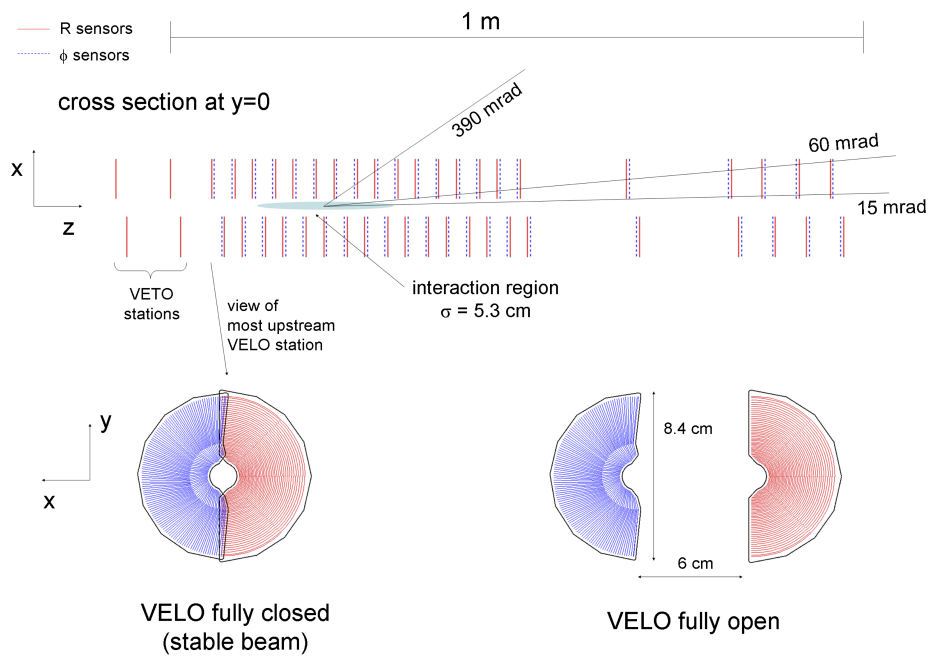 1 m
R sensors
ϕ sensors
cross section at y=0
390 mrad
60 mrad
x
z
15 mrad
VETO
stations
view of
most upstream
VELO station
interaction region
σ = 5.3 cm
y
x
8.4 cm
6 cm
VELO fully closed
(stable beam)
VELO fully open